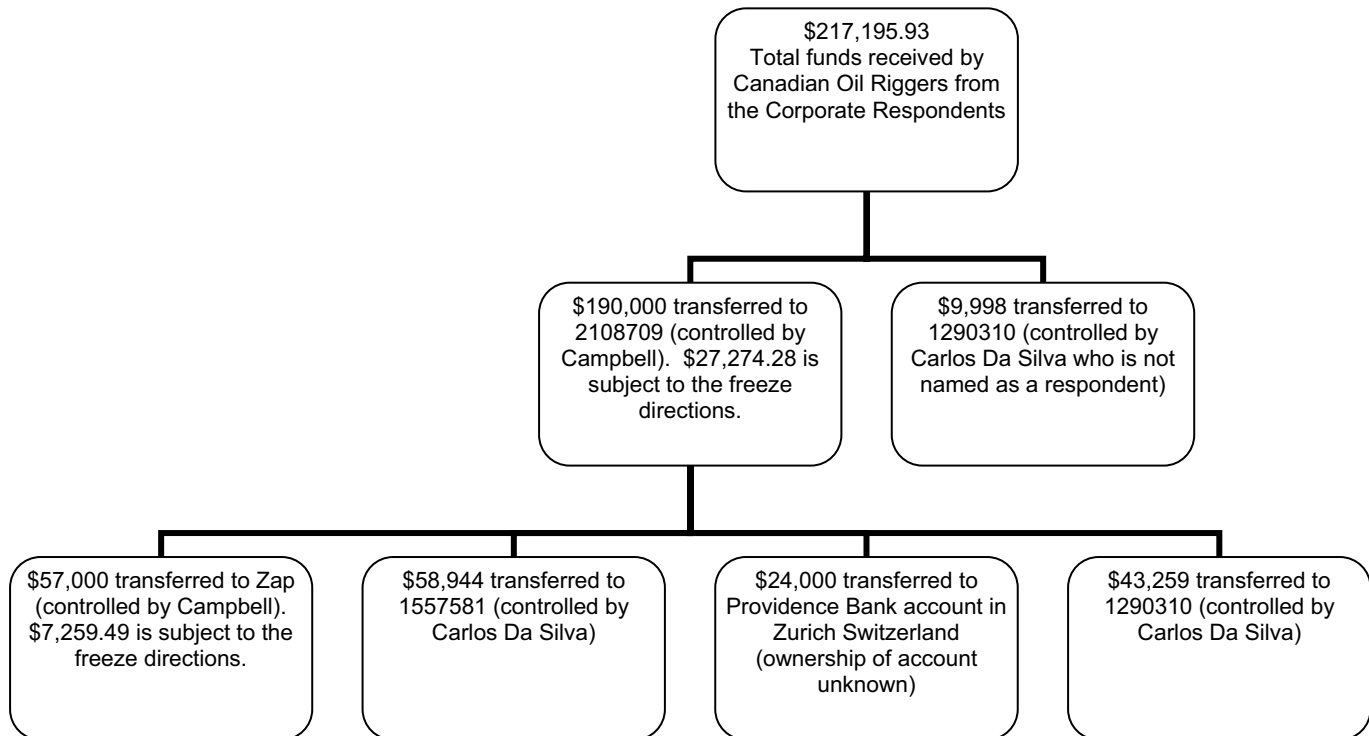 $217,195.93
Total funds received by
Canadian Oil Riggers from
the Corporate Respondents
$190,000 transferred to
2108709 (controlled by
Campbell).  $27,274.28 is
subject to the freeze
directions.
$9,998 transferred to
1290310 (controlled by
Carlos Da Silva who is not
named as a respondent)
$57,000 transferred to Zap
(controlled by Campbell).
$7,259.49 is subject to the
freeze directions.
$58,944 transferred to
1557581 (controlled by
Carlos Da Silva)
$24,000 transferred to
Providence Bank account in
Zurich Switzerland
(ownership of account
unknown)
$43,259 transferred to
1290310 (controlled by
Carlos Da Silva)